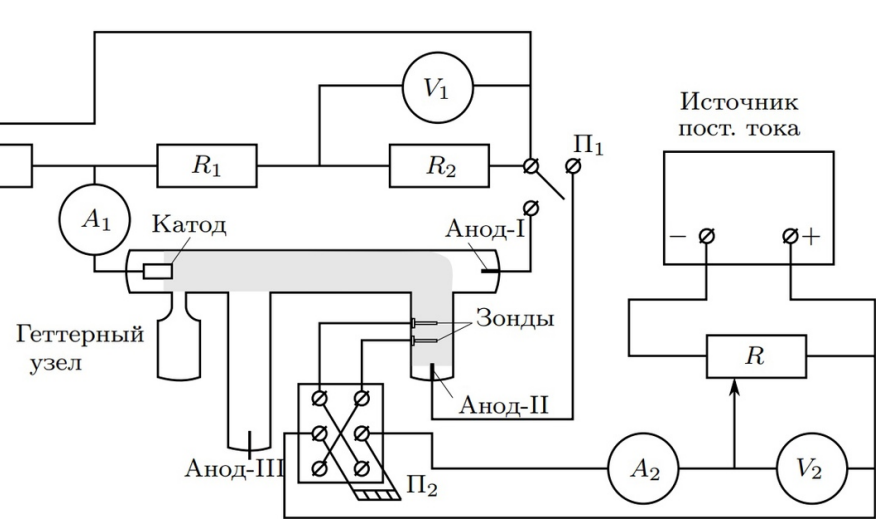 V₁
Источник
пост. тока
П₁
R₁
R₂
A₁
Катод
Анод-I
− +
Геттерный
узел
Зонды
R
Анод-II
Анод-III
П₂
A₂
V₂